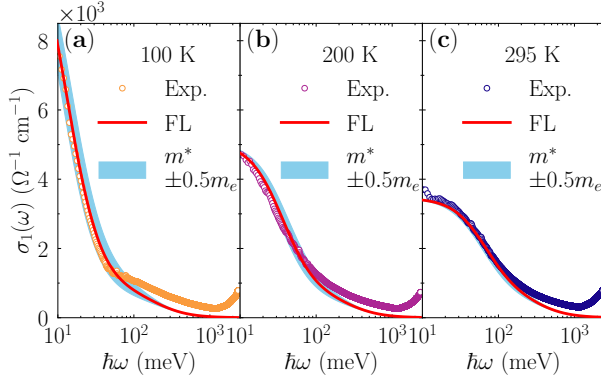 ×10³
(a) 100 K
Exp.
FL
m*
±0.5mₑ
(b) 200 K
Exp.
FL
m*
±0.5mₑ
(c) 295 K
Exp.
FL
m*
±0.5mₑ
σ₁(ω) (Ω⁻¹ cm⁻¹)
8
6
4
2
0
10¹ 10² 10³
10¹ 10² 10³
10¹ 10² 10³
ħω (meV)
ħω (meV)
ħω (meV)